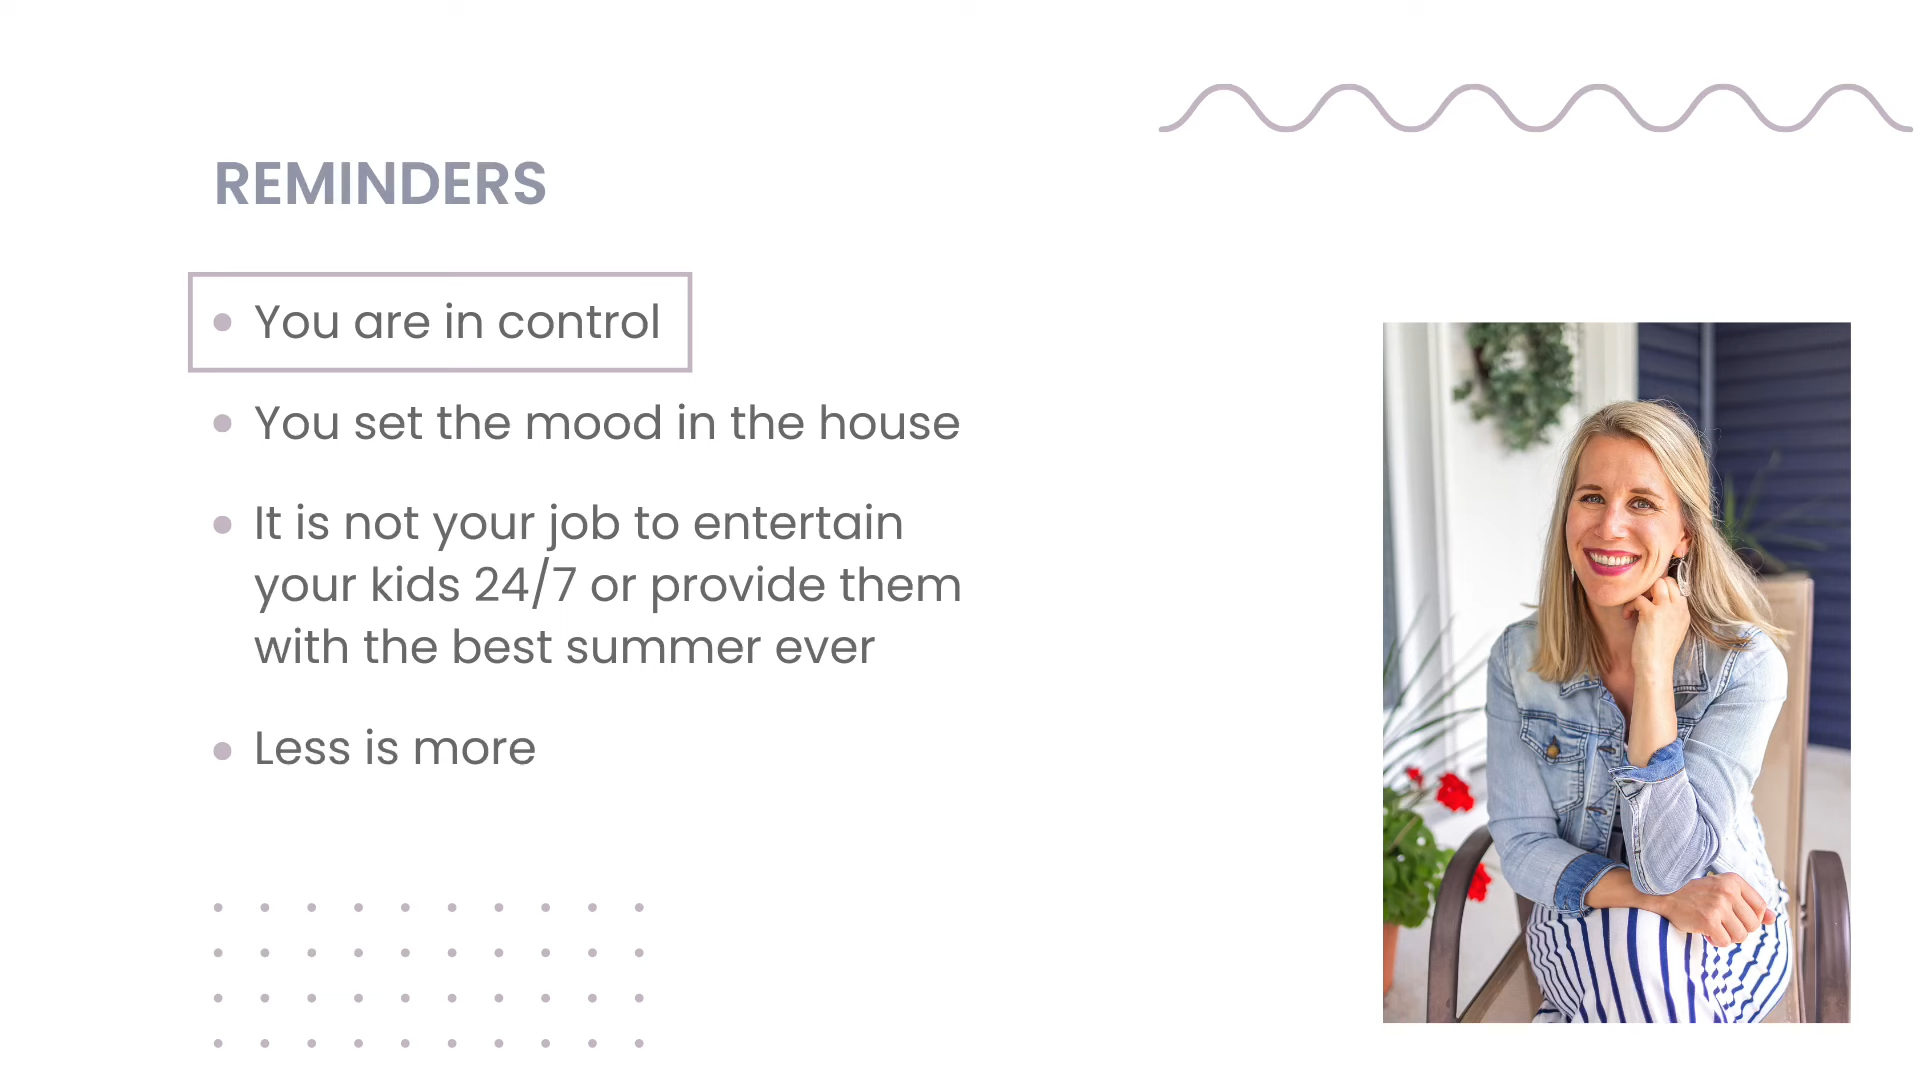 REMINDERS
You are in control
You set the mood in the house
It is not your job to entertain
your kids 24/7 or provide them
with the best summer ever
Less is more